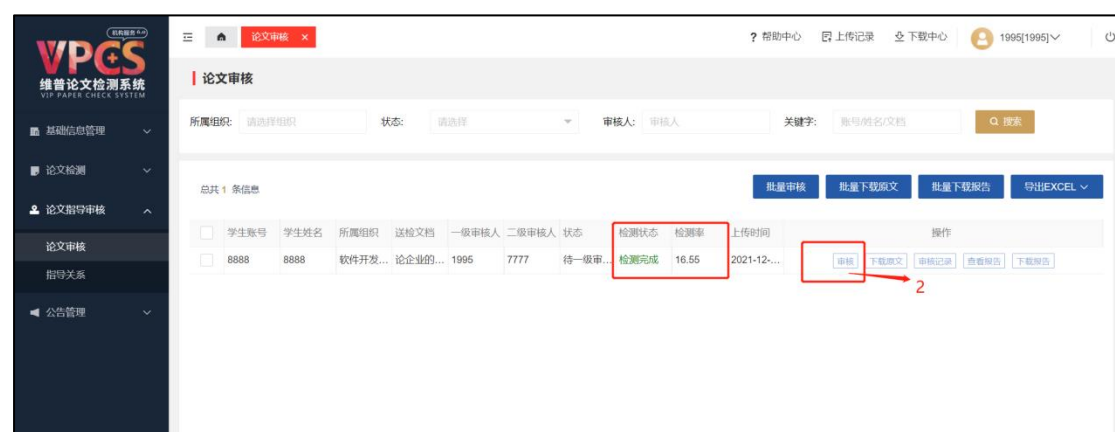 机构服务 6.0
VPCS
维普论文检测系统
VIP PAPER CHECK SYSTEM
论文审核 ×
? 帮助中心 上传记录 下载中心 1995[1995]
论文审核
所属组织: 请选择组织 状态: 请选择 审核人: 审核人 关键字: 账号/姓名/文档 搜索
基础信息管理
论文检测
论文指导审核
论文审核
指导关系
公告管理
总共 1 条信息
批量审核 批量下载原文 批量下载报告 导出EXCEL
学生账号 学生姓名 所属组织 送检文档 一级审核人 二级审核人 状态 检测状态 检测率 上传时间 操作
8888 8888 软件开发... 论企业的... 1995 7777 待一级审... 检测完成 16.55 2021-12-... 审核 下载原文 审核记录 查看报告 下载报告
2